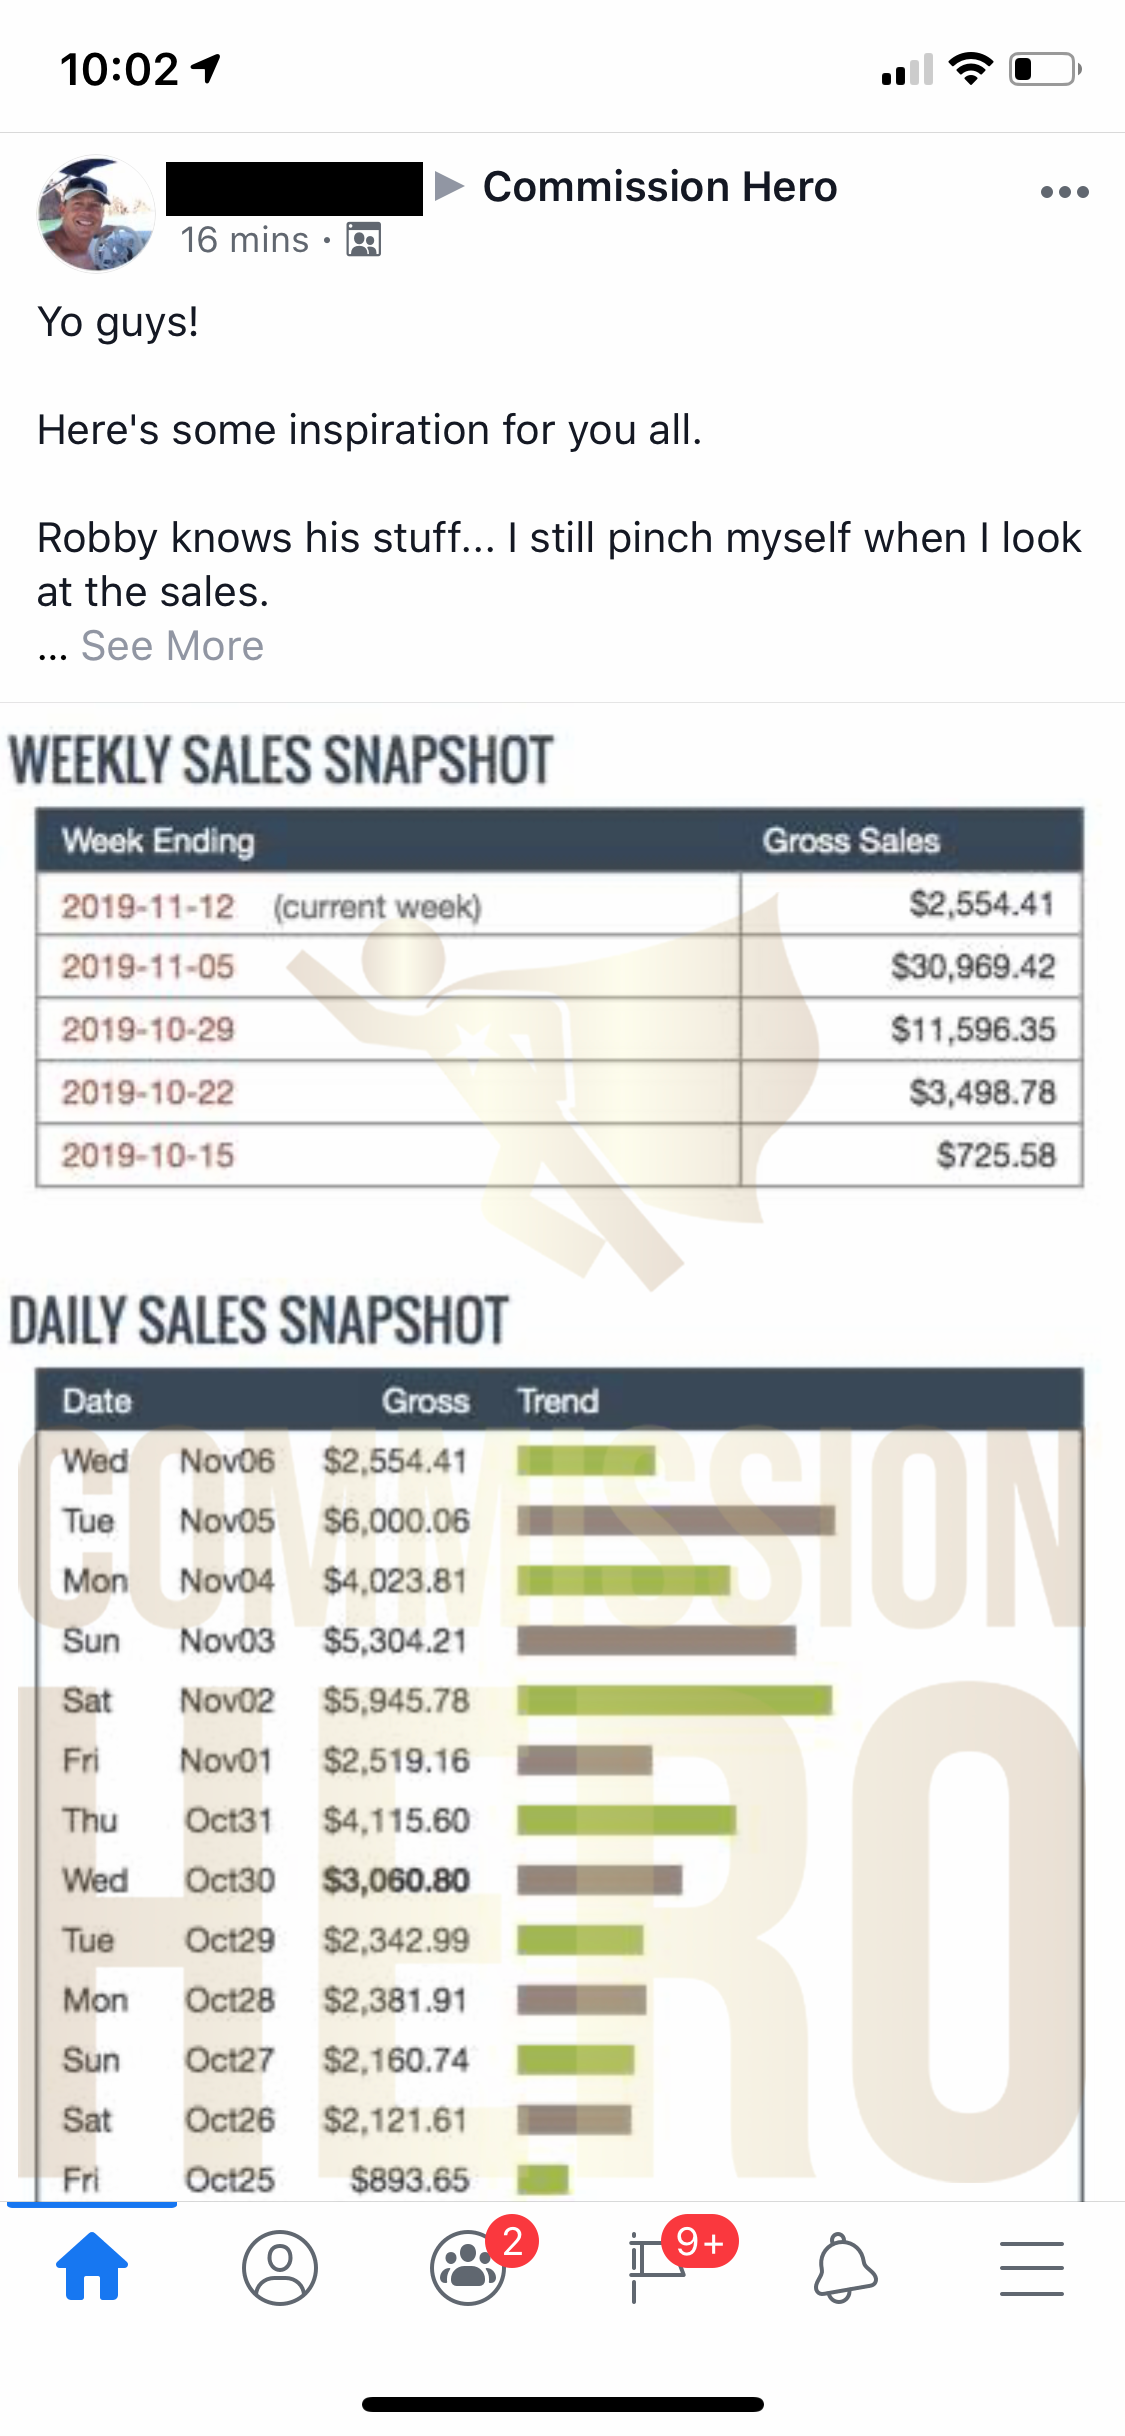 10:02
Commission Hero
16 mins ·
Yo guys!
Here's some inspiration for you all.
Robby knows his stuff... I still pinch myself when I look
at the sales.
... See More
WEEKLY SALES SNAPSHOT
Week Ending Gross Sales
2019-11-12 (current week) $2,554.41
2019-11-05 $30,969.42
2019-10-29 $11,596.35
2019-10-22 $3,498.78
2019-10-15 $725.58
DAILY SALES SNAPSHOT
Date Gross Trend
Wed Nov06 $2,554.41
Tue Nov05 $6,000.06
Mon Nov04 $4,023.81
Sun Nov03 $5,304.21
Sat Nov02 $5,945.78
Fri Nov01 $2,519.16
Thu Oct31 $4,115.60
Wed Oct30 $3,060.80
Tue Oct29 $2,342.99
Mon Oct28 $2,381.91
Sun Oct27 $2,160.74
Sat Oct26 $2,121.61
Fri Oct25 $893.65
COMMISSION
HERO
2 9+